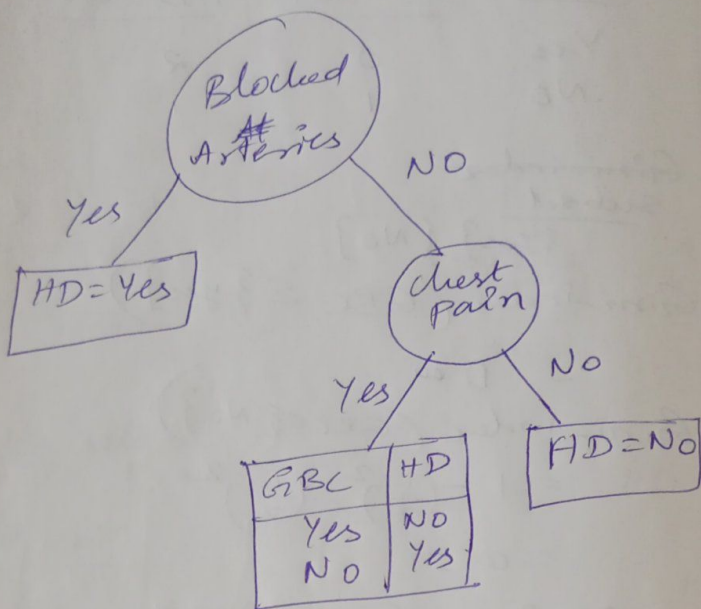 Blocked
Arteries
Yes
NO
HD = Yes
chest
pain
Yes
NO
GBC HD
Yes NO
NO Yes
HD = NO